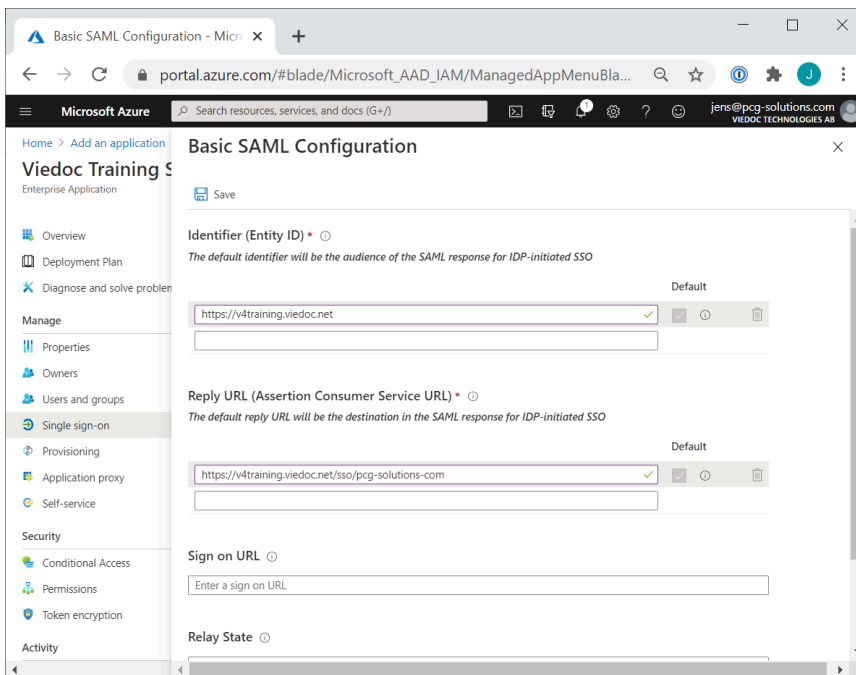 Basic SAML Configuration - Micr
portal.azure.com/#blade/Microsoft_AAD_IAM/ManagedAppMenuBla...
J
Microsoft Azure
Search resources, services, and docs (G+/)
1
jens@pcg-solutions.com
VIEDOC TECHNOLOGIES AB
Home > Add an application
Viedoc Training S
Enterprise Application
Overview
Deployment Plan
Diagnose and solve problem
Manage
Properties
Owners
Users and groups
Single sign-on
Provisioning
Application proxy
Self-service
Security
Conditional Access
Permissions
Token encryption
Activity
Basic SAML Configuration
Save
Identifier (Entity ID) *
The default identifier will be the audience of the SAML response for IDP-initiated SSO
Default
https://v4training.viedoc.net
Reply URL (Assertion Consumer Service URL) *
The default reply URL will be the destination in the SAML response for IDP-initiated SSO
Default
https://v4training.viedoc.net/sso/pcg-solutions-com
Sign on URL
Enter a sign on URL
Relay State